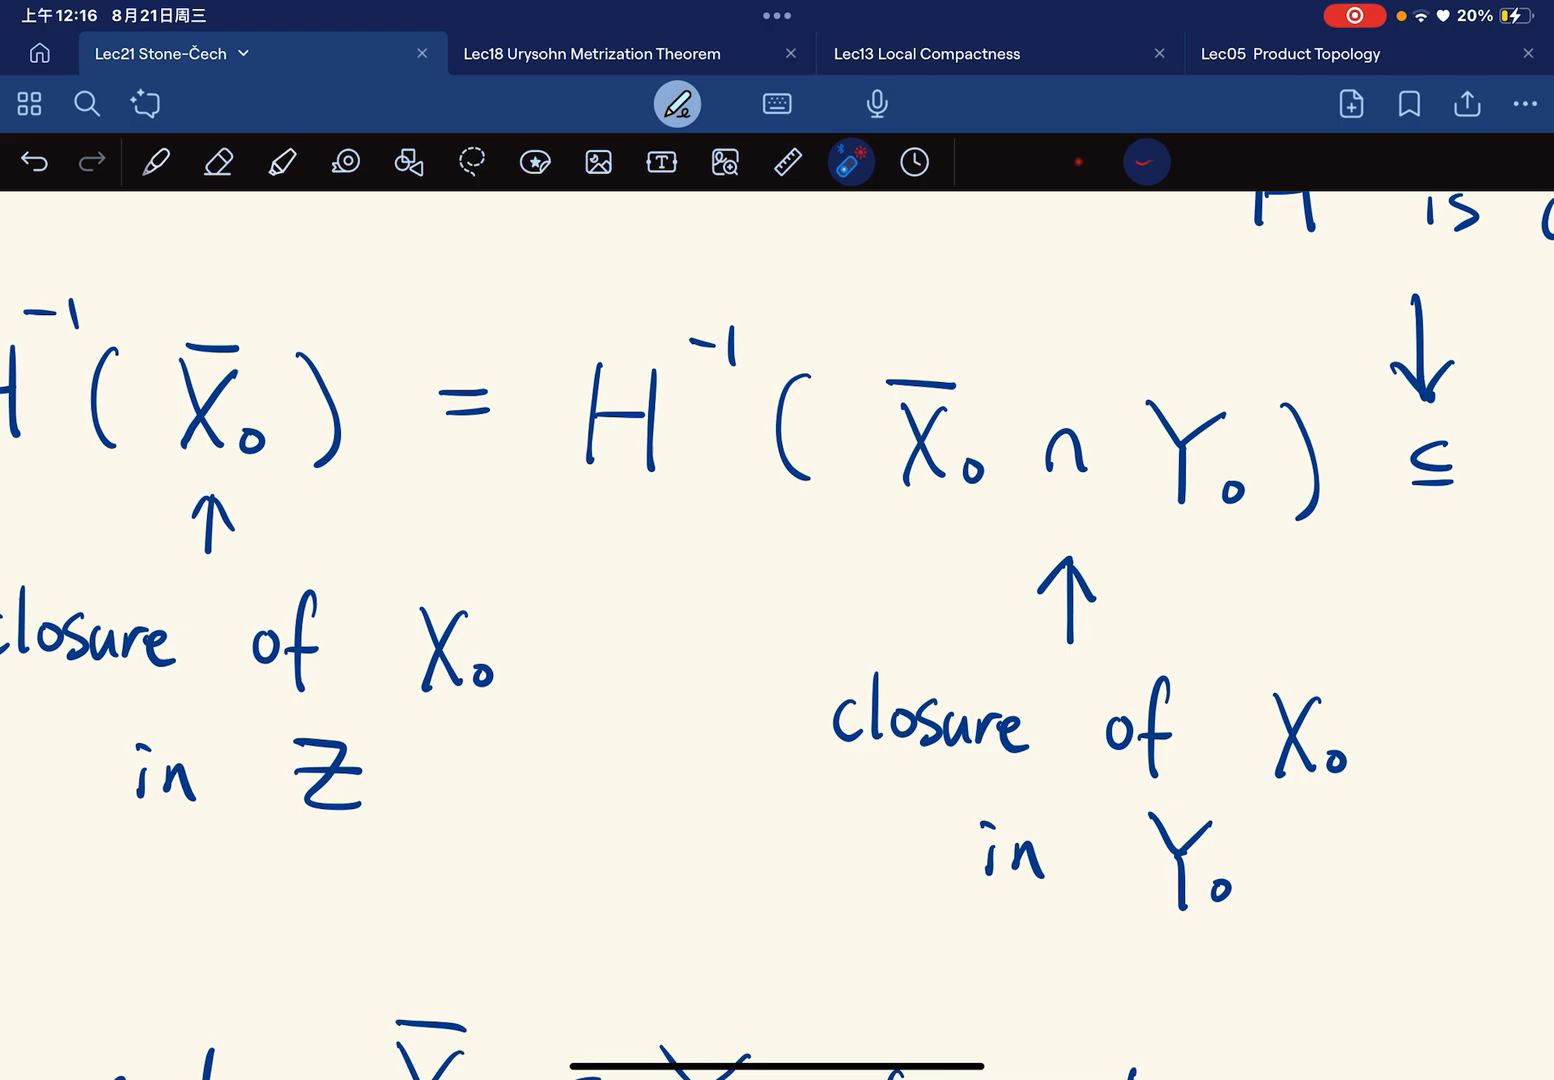 上午12:16 8月21日周三 20%
Lec21 Stone-Čech Lec18 Urysohn Metrization Theorem Lec13 Local Compactness Lec05 Product Topology
H is
H⁻¹ ( X̅₀ ) = H⁻¹ ( X̅₀ ∩ Y₀ ) ⊆
closure of X₀
in Z
closure of X₀
in Y₀